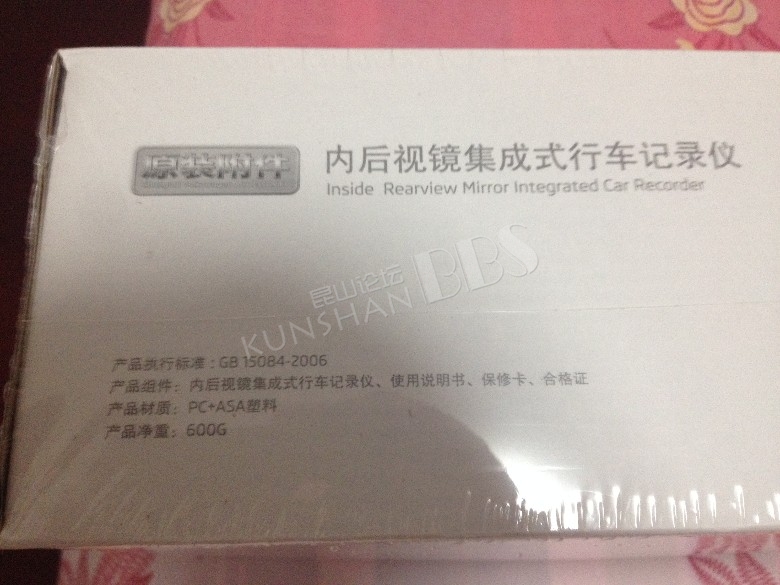 原装附件
内后视镜集成式行车记录仪
Inside Rearview Mirror Integrated Car Recorder
昆山论坛 BBS
KUNSHAN
产品执行标准：GB 15084-2006
产品组件：内后视镜集成式行车记录仪、使用说明书、保修卡、合格证
产品材质：PC+ASA塑料
产品净重：600G